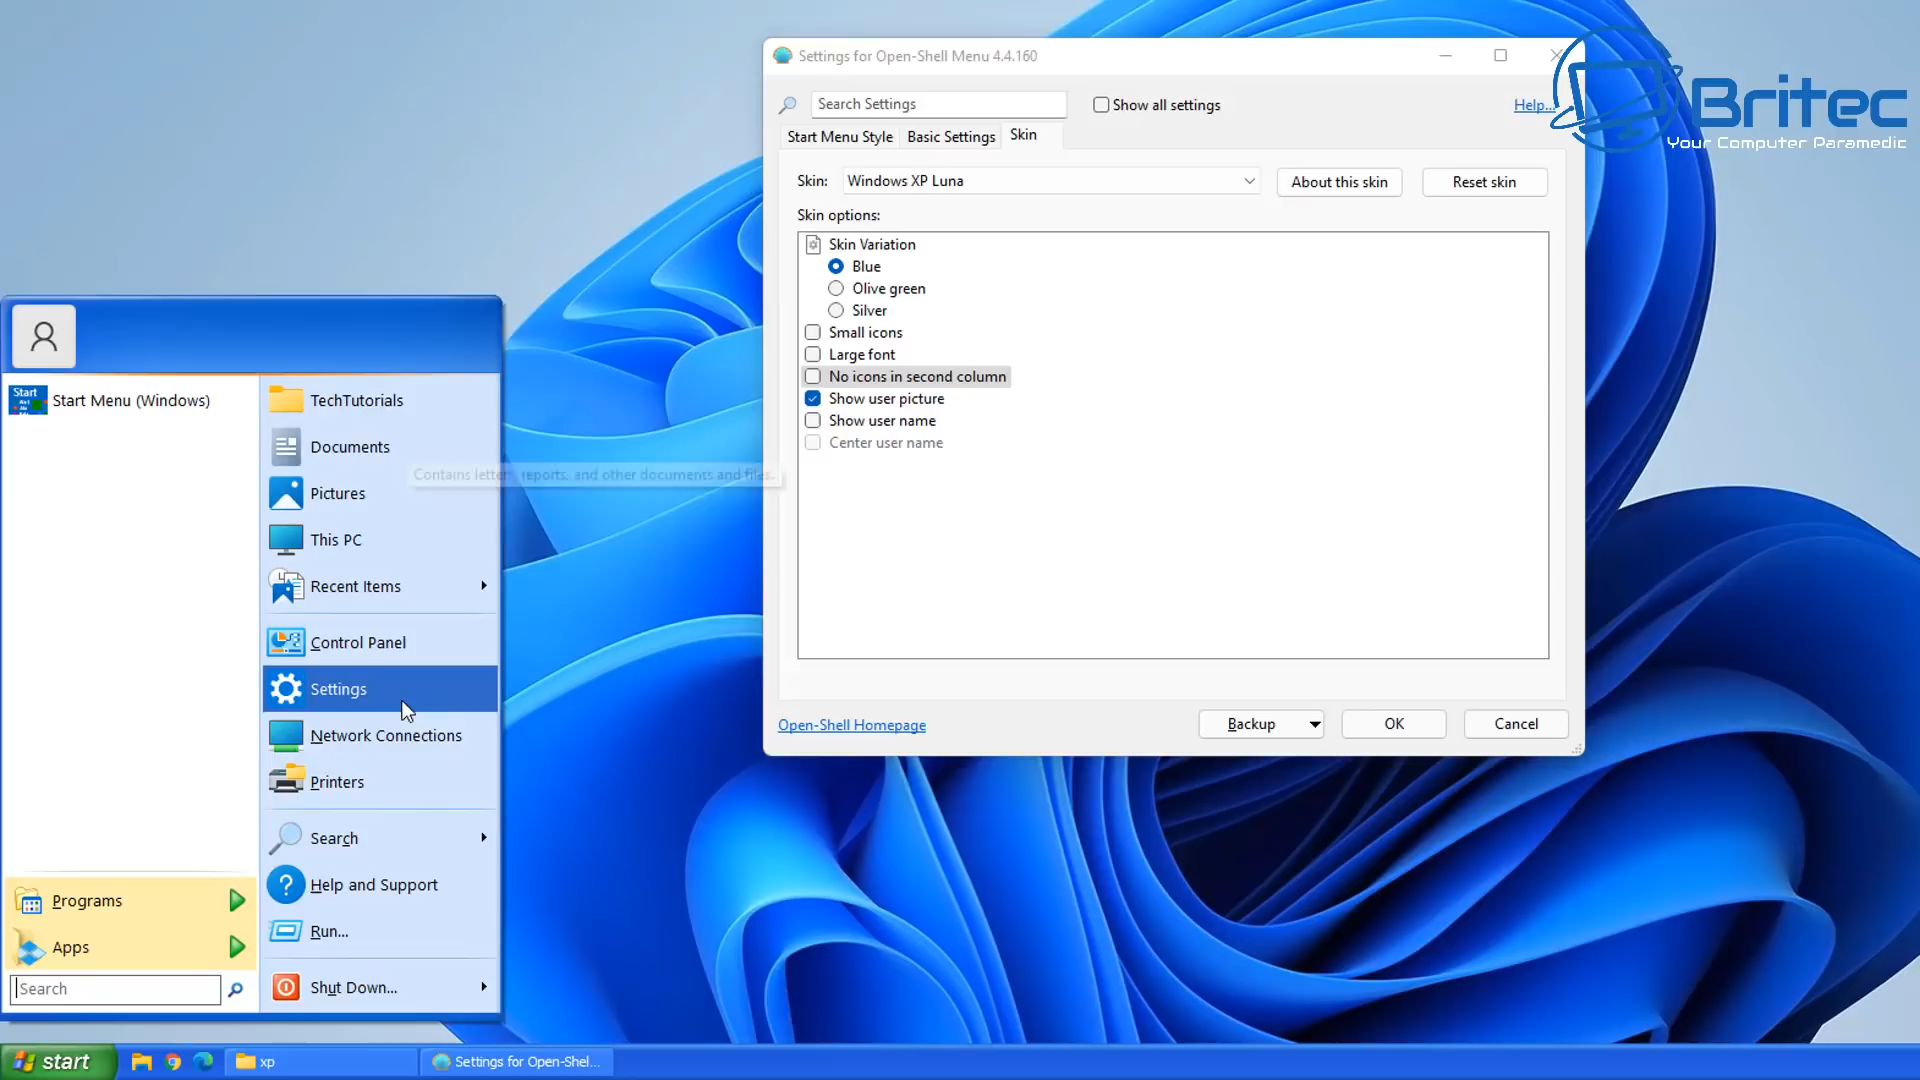 Settings for Open-Shell Menu 4.4.160
Britec
Your Computer Paramedic
Search Settings
Show all settings
Help...
Start Menu Style
Basic Settings
Skin
Skin:
Windows XP Luna
About this skin
Reset skin
Skin options:
Skin Variation
Blue
Olive green
Silver
Small icons
Large font
No icons in second column
Show user picture
Show user name
Center user name
Open-Shell Homepage
Backup
OK
Cancel
Start
Start Menu (Windows)
TechTutorials
Documents
Contains letters, reports, and other documents and files.
Pictures
This PC
Recent Items
Control Panel
Settings
Network Connections
Printers
Search
Help and Support
Run...
Shut Down...
Programs
Apps
Search
start
xp
Settings for Open-Shel...